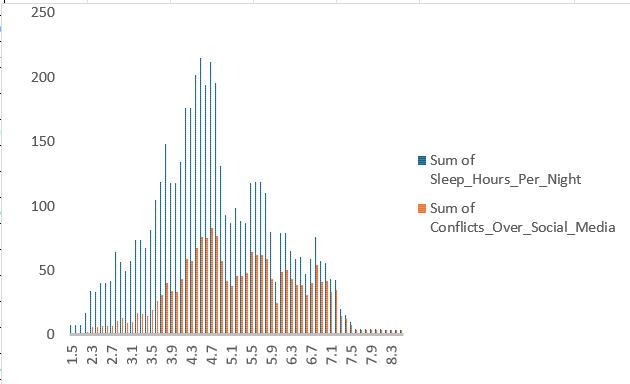 250
200
150
100
50
0
1.5 2.3 2.7 3.1 3.5 3.9 4.3 4.7 5.1 5.5 5.9 6.3 6.7 7.1 7.5 7.9 8.3
Sum of
Sleep_Hours_Per_Night
Sum of
Conflicts_Over_Social_Media